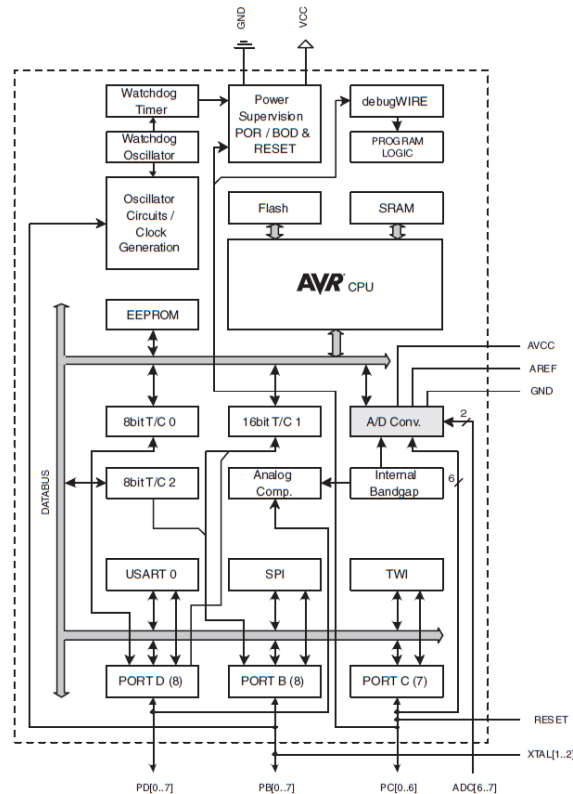 GND
VCC
Watchdog
Timer
Watchdog
Oscillator
Oscillator
Circuits /
Clock
Generation
Power
Supervision
POR / BOD &
RESET
debugWIRE
PROGRAM
LOGIC
Flash
SRAM
AVR CPU
EEPROM
AVCC
AREF
GND
8bit T/C 0
16bit T/C 1
A/D Conv.
2
DATABUS
8bit T/C 2
Analog
Comp.
Internal
Bandgap
6
USART 0
SPI
TWI
PORT D (8)
PORT B (8)
PORT C (7)
RESET
XTAL[1..2]
PD[0..7]
PB[0..7]
PC[0..6]
ADC[6..7]